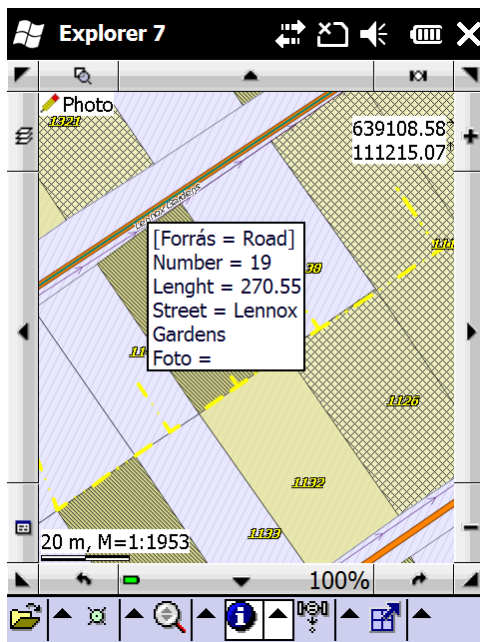 Explorer 7
Photo
1321
639108.58
111215.07
Lennox Gardens
[Forrás = Road]
Number = 19
Lenght = 270.55
Street = Lennox
Gardens
Foto =
1126
1132
1133
20 m, M=1:1953
100%